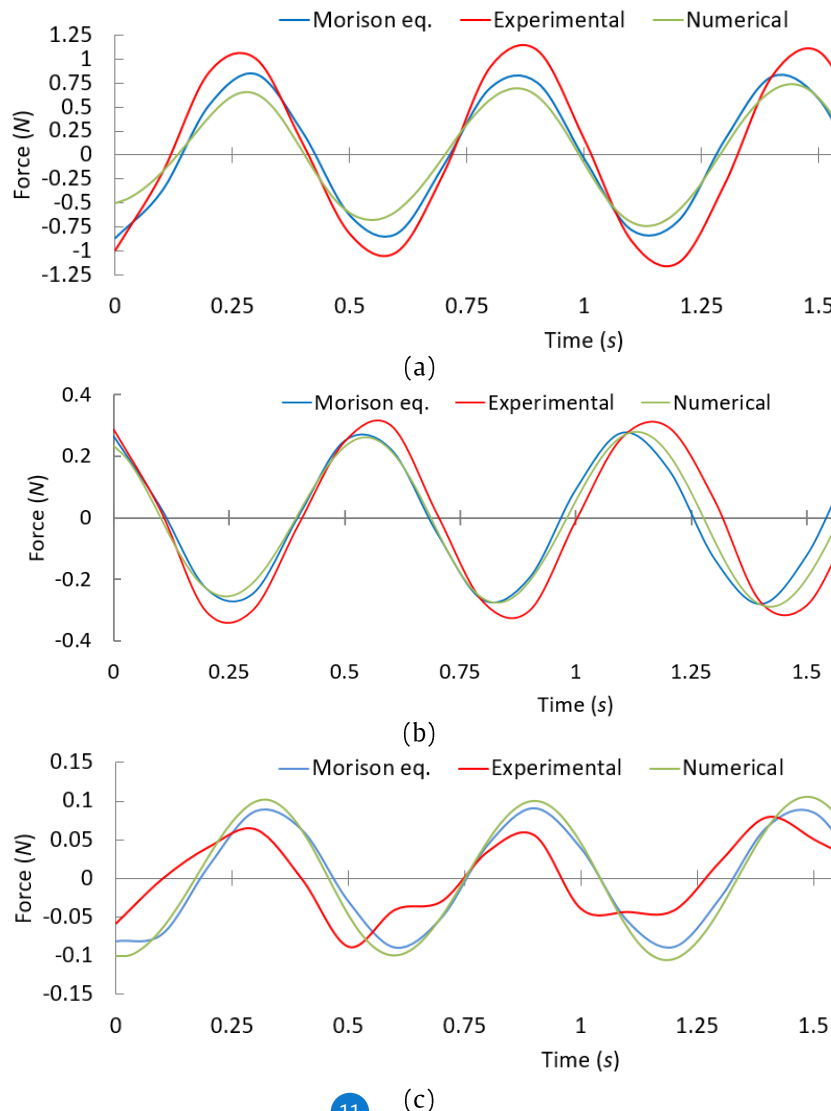 Morison eq. Experimental Numerical
1.25
1
0.75
0.5
0.25
0
-0.25
-0.5
-0.75
-1
-1.25
Force (N)
0 0.25 0.5 0.75 1 1.25 1.5
Time (s)
(a)
Morison eq. Experimental Numerical
0.4
0.2
0
-0.2
-0.4
Force (N)
0 0.25 0.5 0.75 1 1.25 1.5
Time (s)
(b)
Morison eq. Experimental Numerical
0.15
0.1
0.05
0
-0.05
-0.1
-0.15
Force (N)
0 0.25 0.5 0.75 1 1.25 1.5
Time (s)
(c)
11